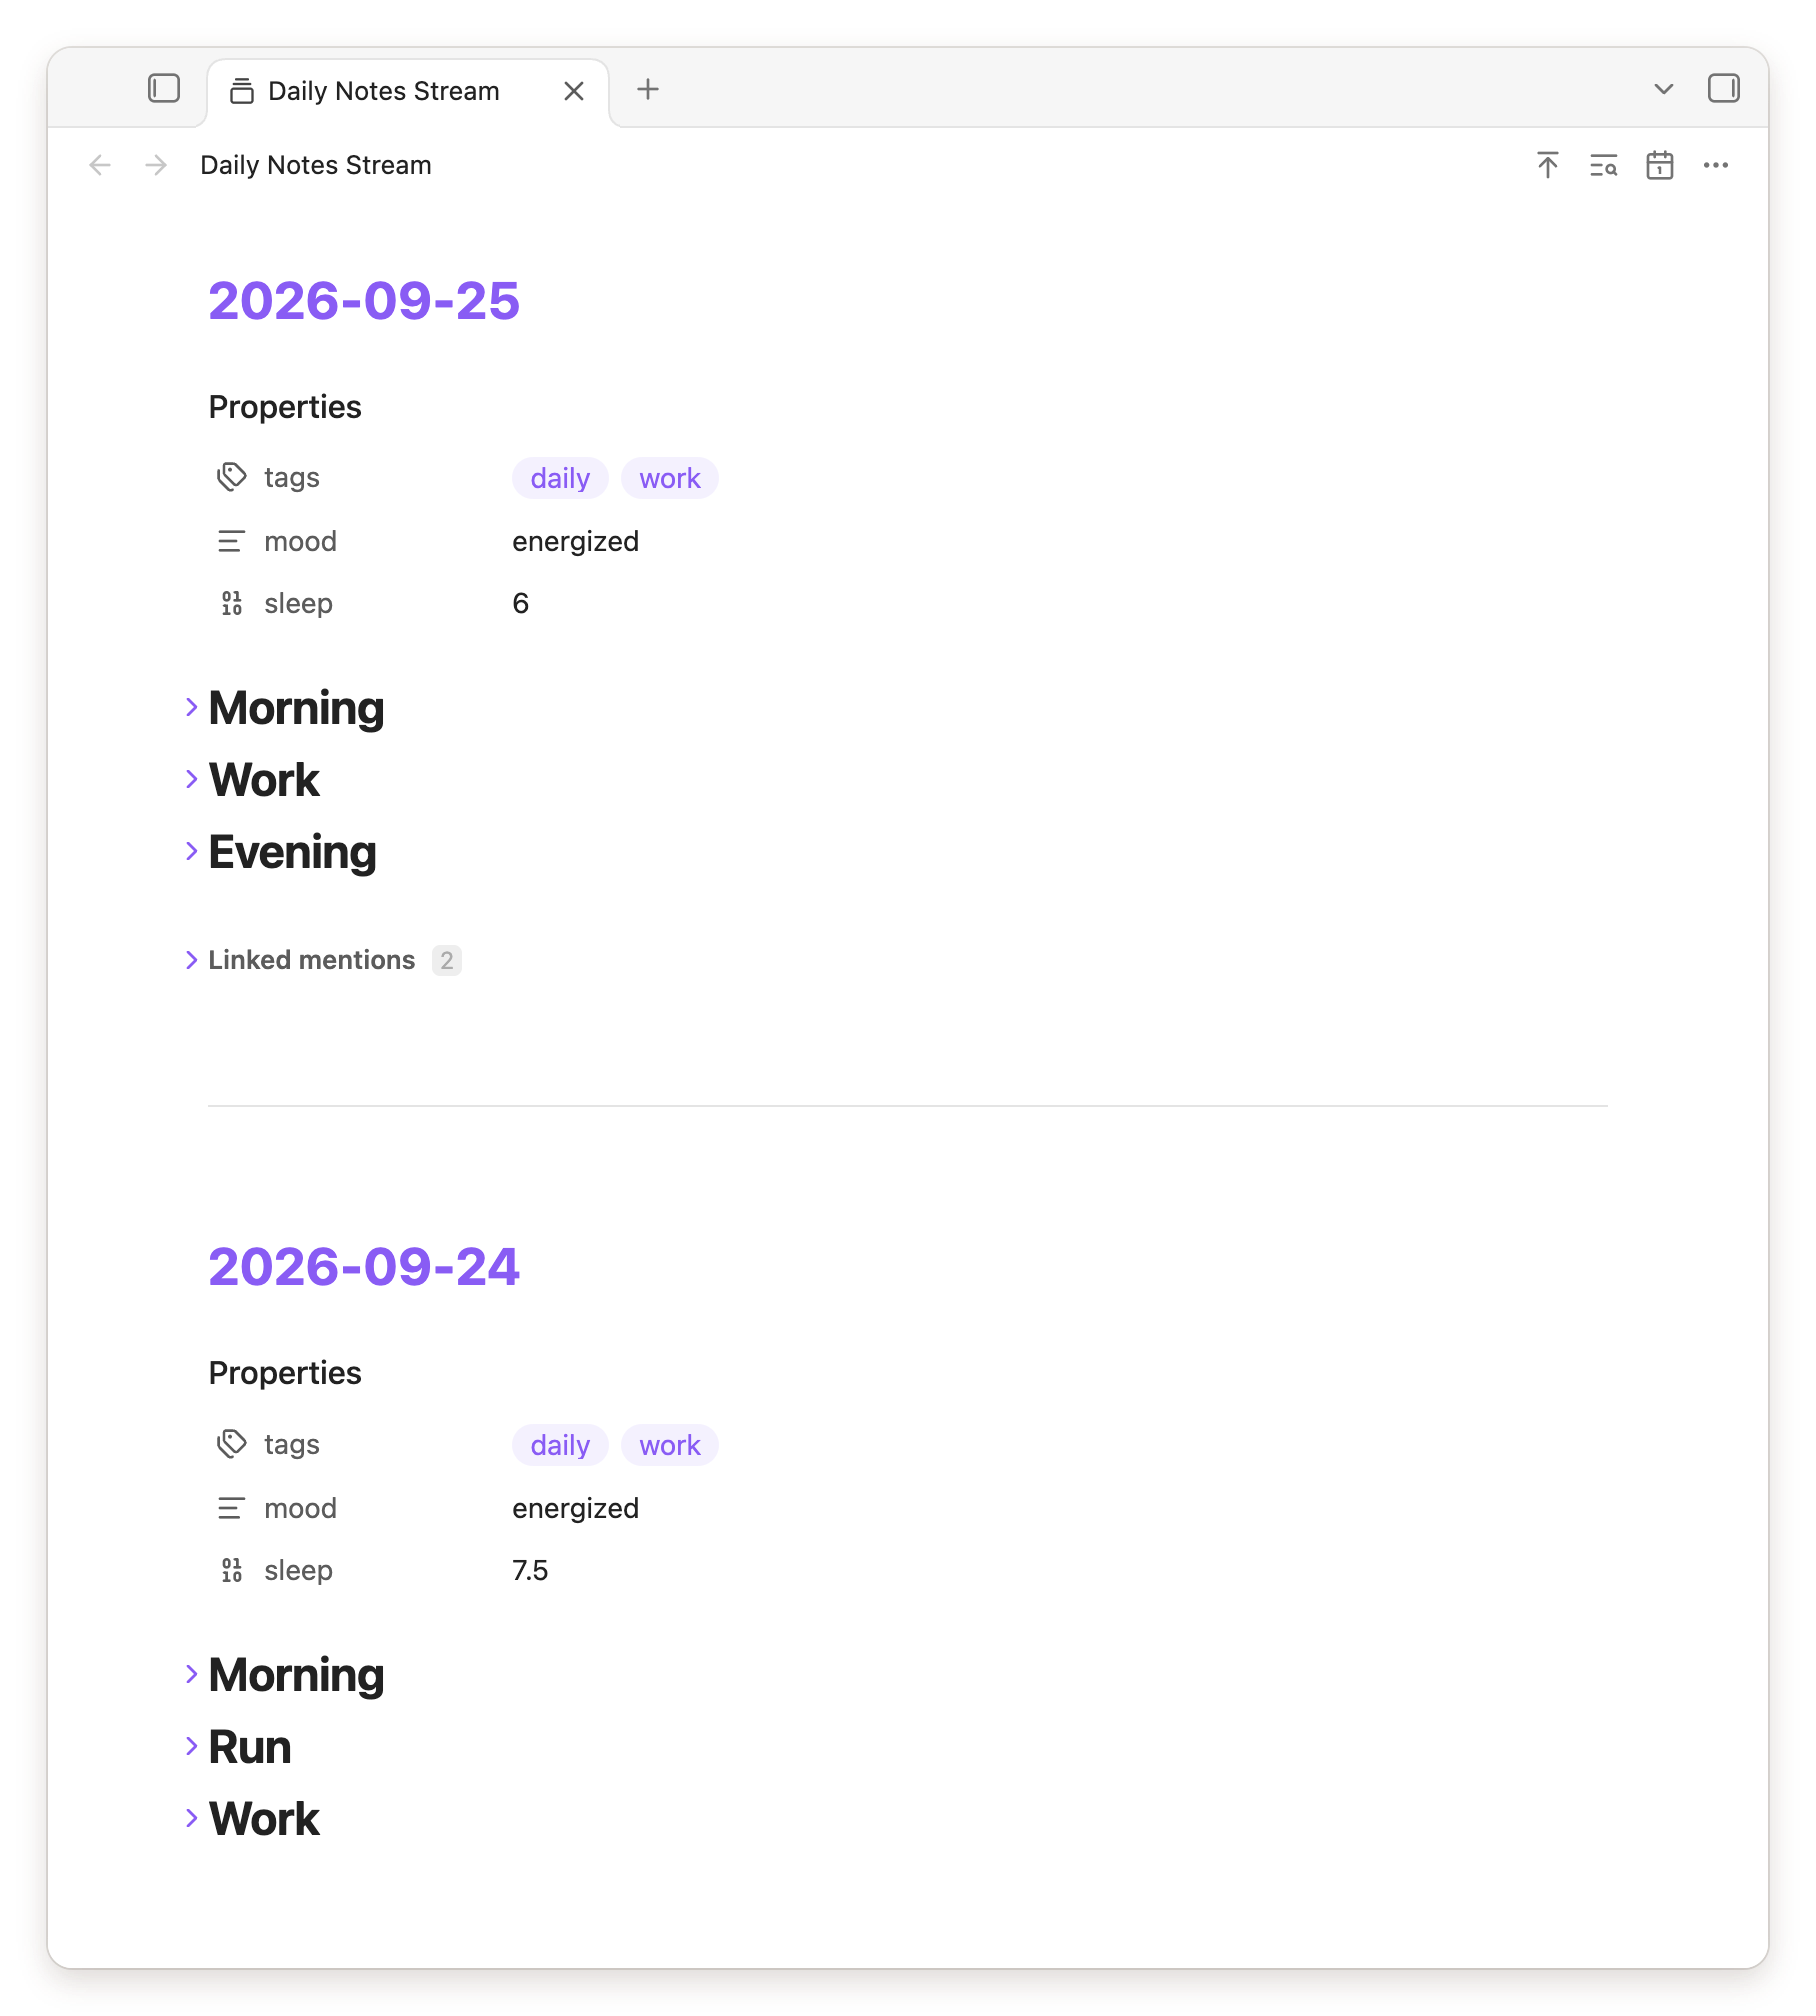 Daily Notes Stream
Daily Notes Stream
1
2026-09-25
Properties
tags daily work
mood energized
sleep 6
Morning
Work
Evening
Linked mentions 2
2026-09-24
Properties
tags daily work
mood energized
sleep 7.5
Morning
Run
Work